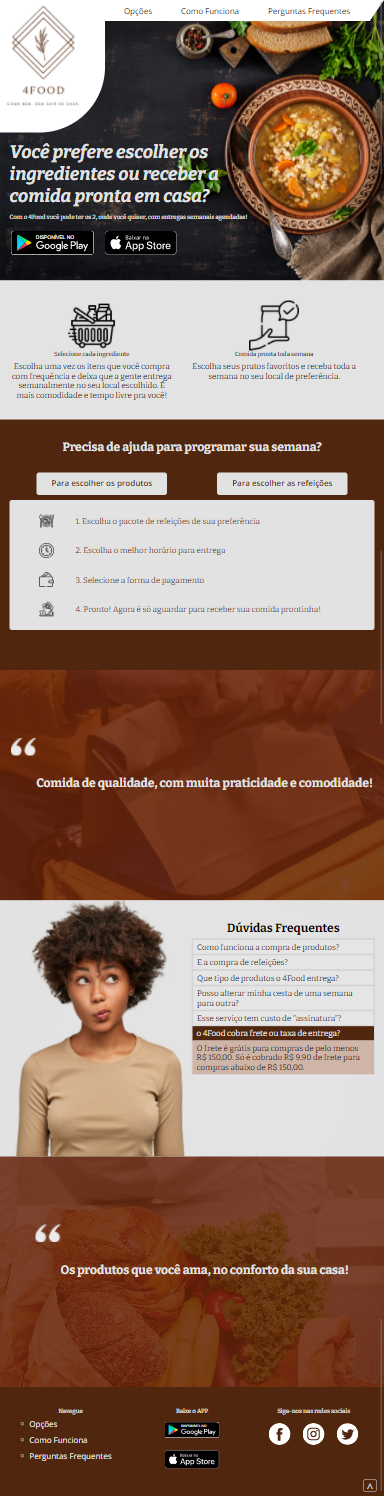 Opções Como Funciona Perguntas Frequentes
4FOOD
COMA BEM, SEM SAIR DE CASA
Você prefere escolher os
ingredientes ou receber a
comida pronta em casa?
Com o 4Food você pode ter os 2, onde você quiser, com entregas semanais agendadas!
DISPONÍVEL NO
Google Play
Baixar na
App Store
Selecione cada ingrediente
Escolha uma vez os itens que você compra
com frequência e deixa que a gente entrega
semanalmente no seu local escolhido. É
mais comodidade e tempo livre pra você!
Comida pronta toda semana
Escolha seus pratos favoritos e receba toda a
semana no seu local de preferência.
Precisa de ajuda para programar sua semana?
Para escolher os produtos
Para escolher as refeições
1. Escolha o pacote de refeições de sua preferência
2. Escolha o melhor horário para entrega
3. Selecione a forma de pagamento
4. Pronto! Agora é só aguardar para receber sua comida prontinha!
Comida de qualidade, com muita praticidade e comodidade!
Dúvidas Frequentes
Como funciona a compra de produtos?
E a compra de refeições?
Que tipo de produtos o 4Food entrega?
Posso alterar minha cesta de uma semana
para outra?
Esse serviço tem custo de "assinatura"?
o 4Food cobra frete ou taxa de entrega?
O frete é grátis para compras de pelo menos
R$ 150,00. Só é cobrado R$ 9,90 de frete para
compras abaixo de R$ 150,00.
Os produtos que você ama, no conforto da sua casa!
Navegue
Opções
Como Funciona
Perguntas Frequentes
Baixe o APP
DISPONÍVEL NO
Google Play
Baixar na
App Store
Siga-nos nas redes sociais